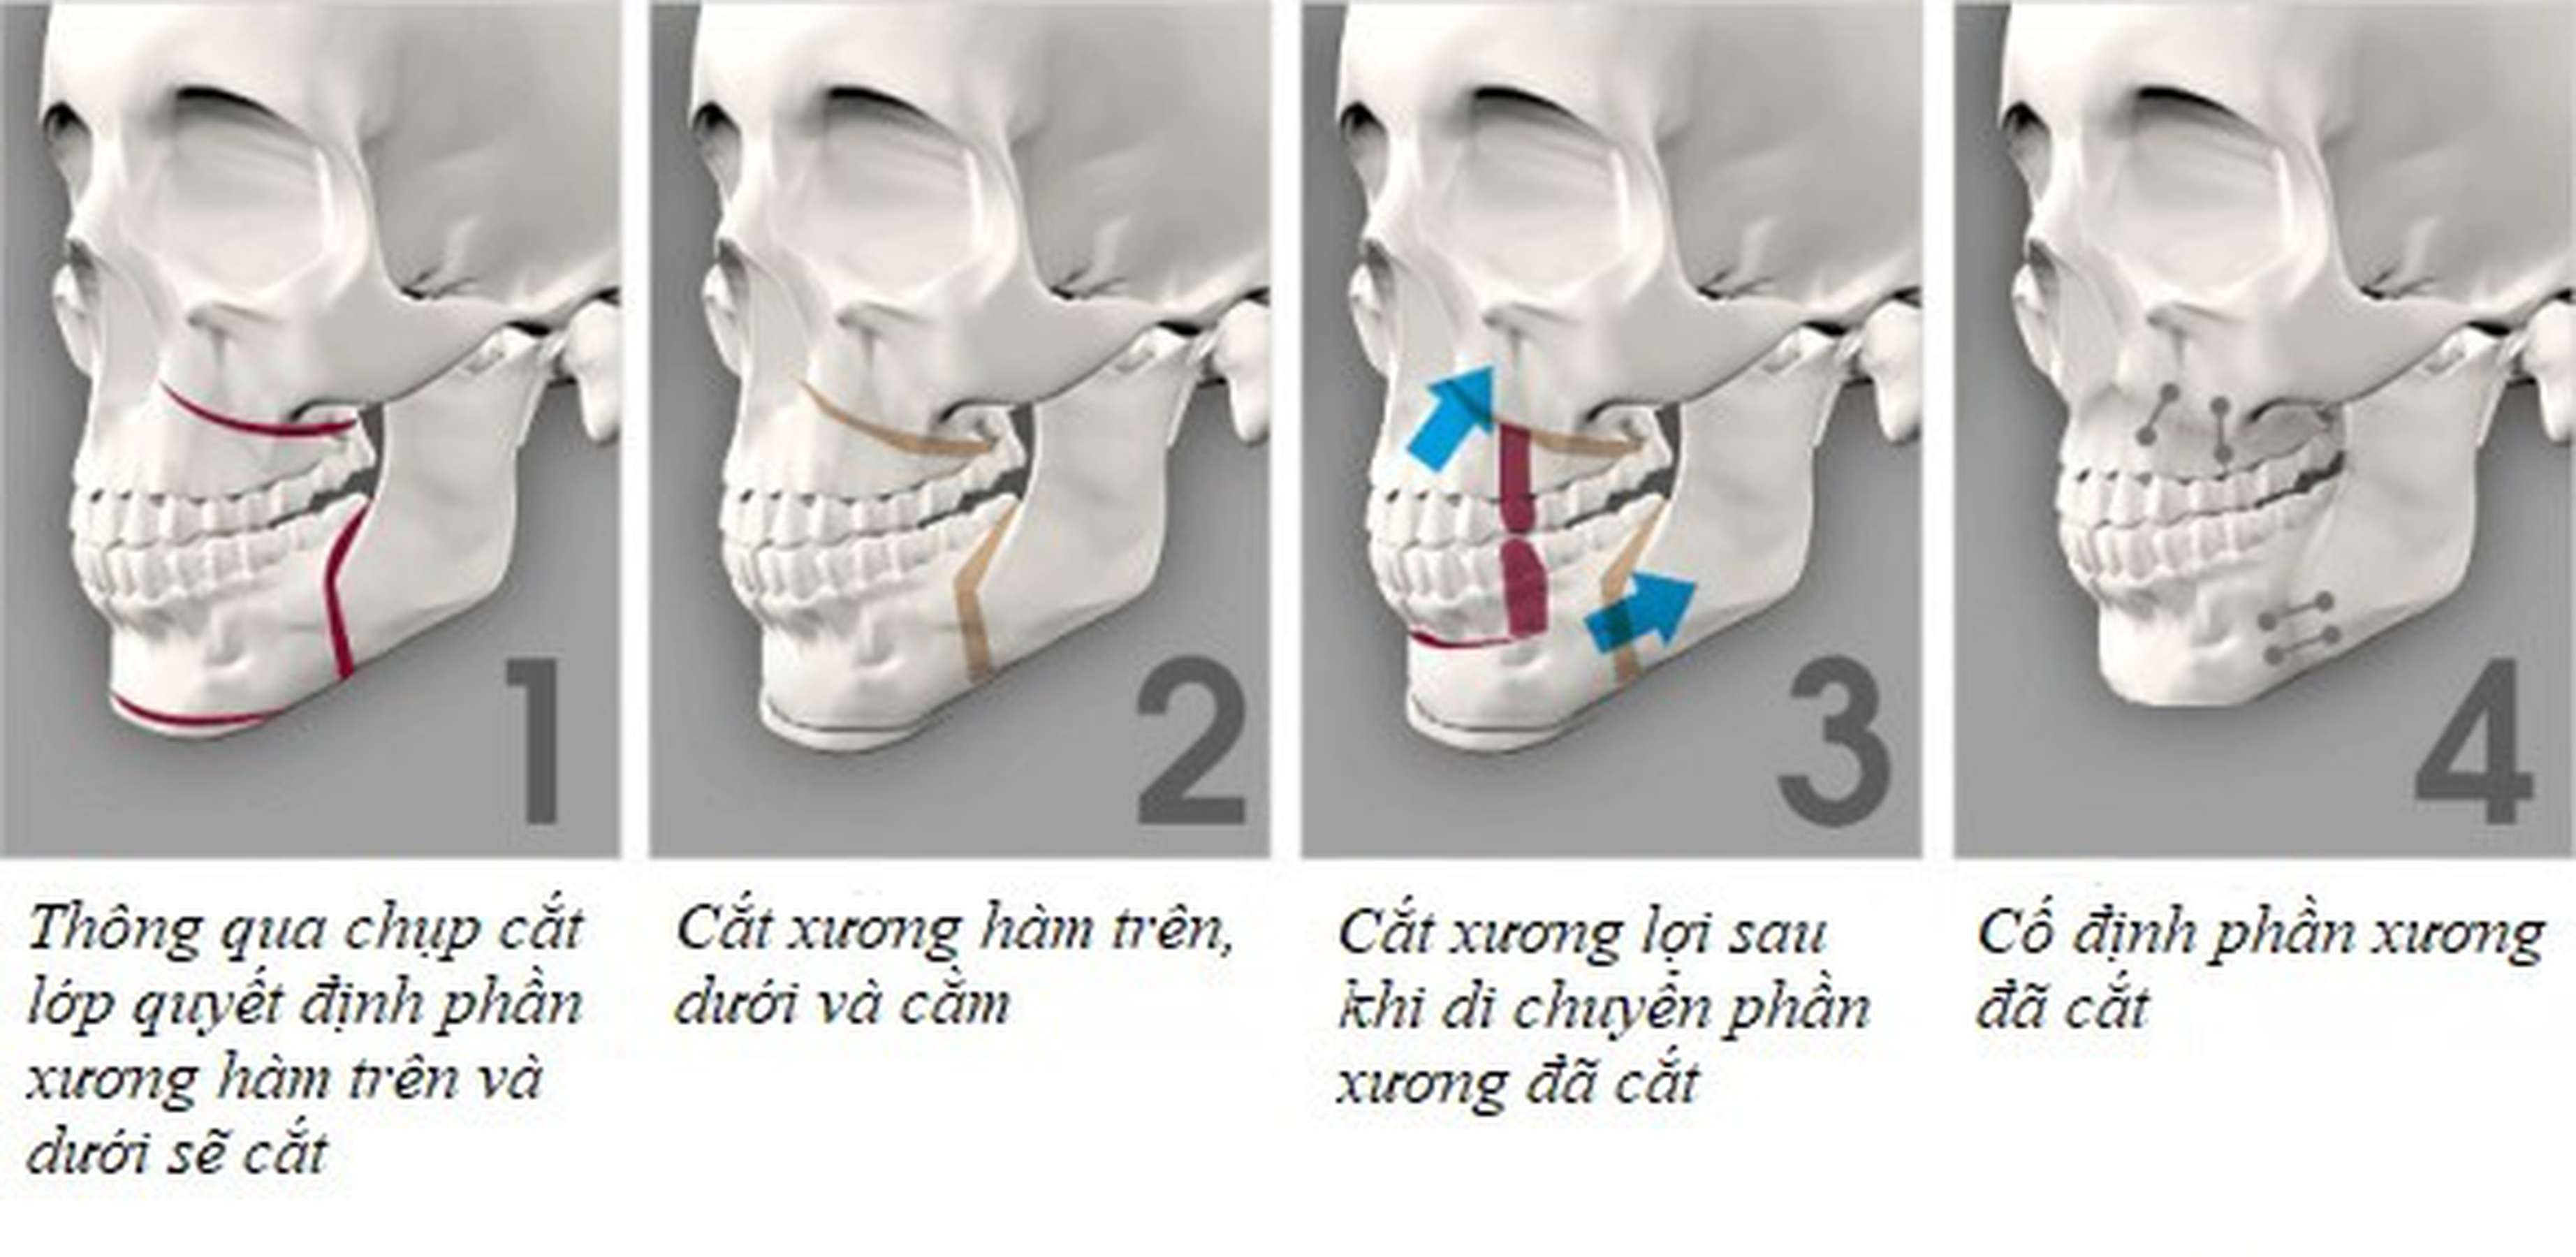 1
2
3
4
Thông qua chụp cắt
lớp quyết định phần
xương hàm trên và
dưới sẽ cắt
Cắt xương hàm trên,
dưới và cằm
Cắt xương lợi sau
khi di chuyển phần
xương đã cắt
Cố định phần xương
đã cắt